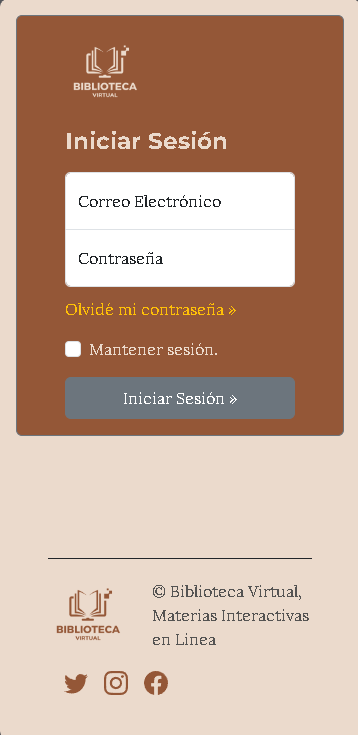 BIBLIOTECA
VIRTUAL
Iniciar Sesión
Correo Electrónico
Contraseña
Olvidé mi contraseña »
Mantener sesión.
Iniciar Sesión »
BIBLIOTECA
VIRTUAL
© Biblioteca Virtual,
Materias Interactivas
en Linea